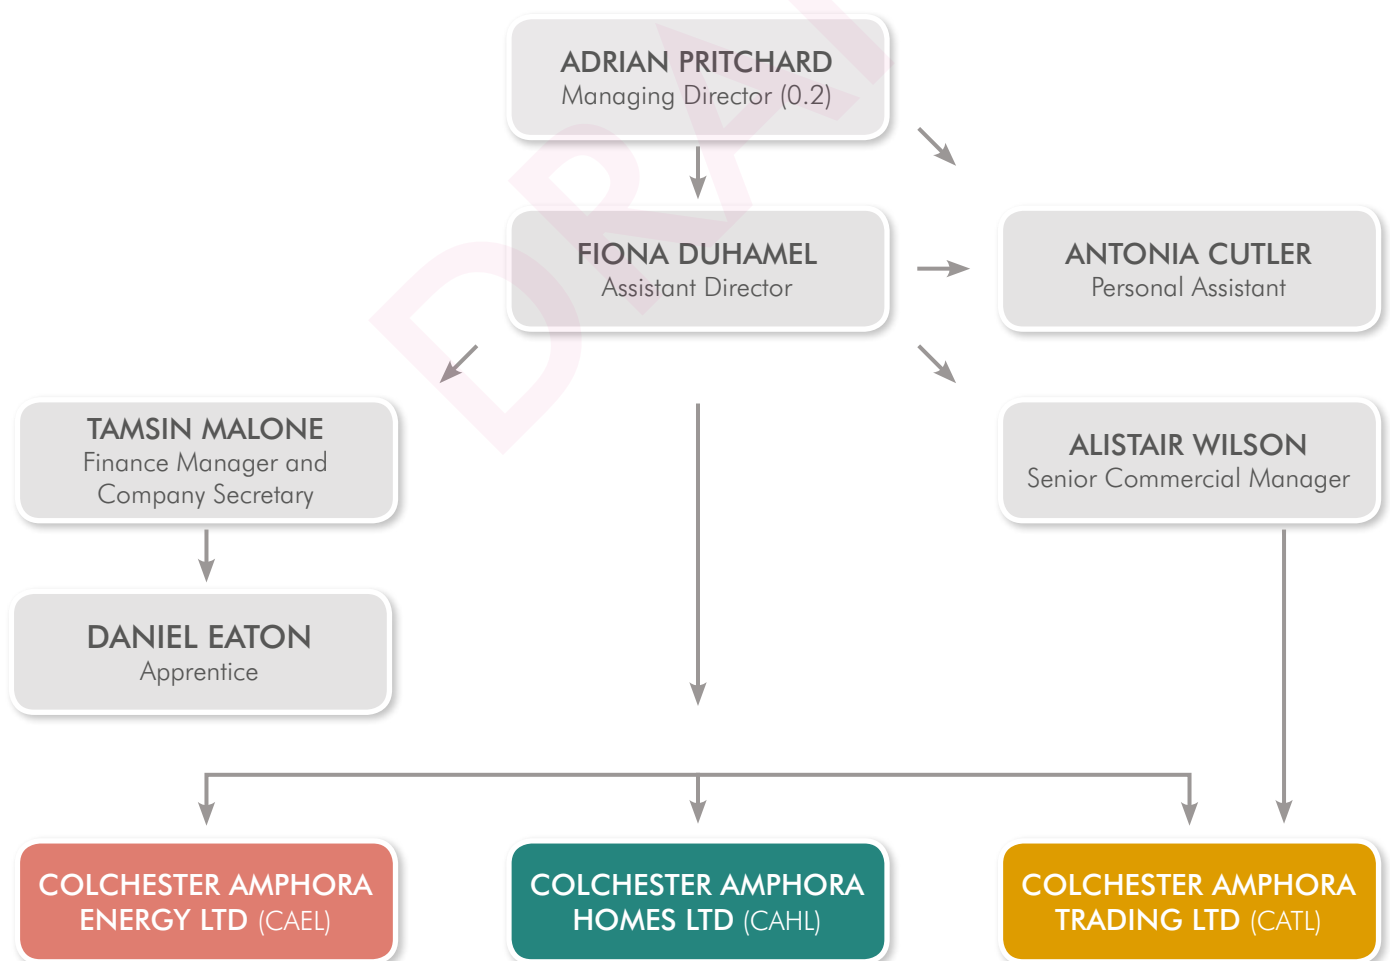 ADRIAN PRITCHARD
Managing Director (0.2)
FIONA DUHAMEL
Assistant Director
ANTONIA CUTLER
Personal Assistant
TAMSIN MALONE
Finance Manager and
Company Secretary
ALISTAIR WILSON
Senior Commercial Manager
DANIEL EATON
Apprentice
COLCHESTER AMPHORA
ENERGY LTD (CAEL)
COLCHESTER AMPHORA
HOMES LTD (CAHL)
COLCHESTER AMPHORA
TRADING LTD (CATL)